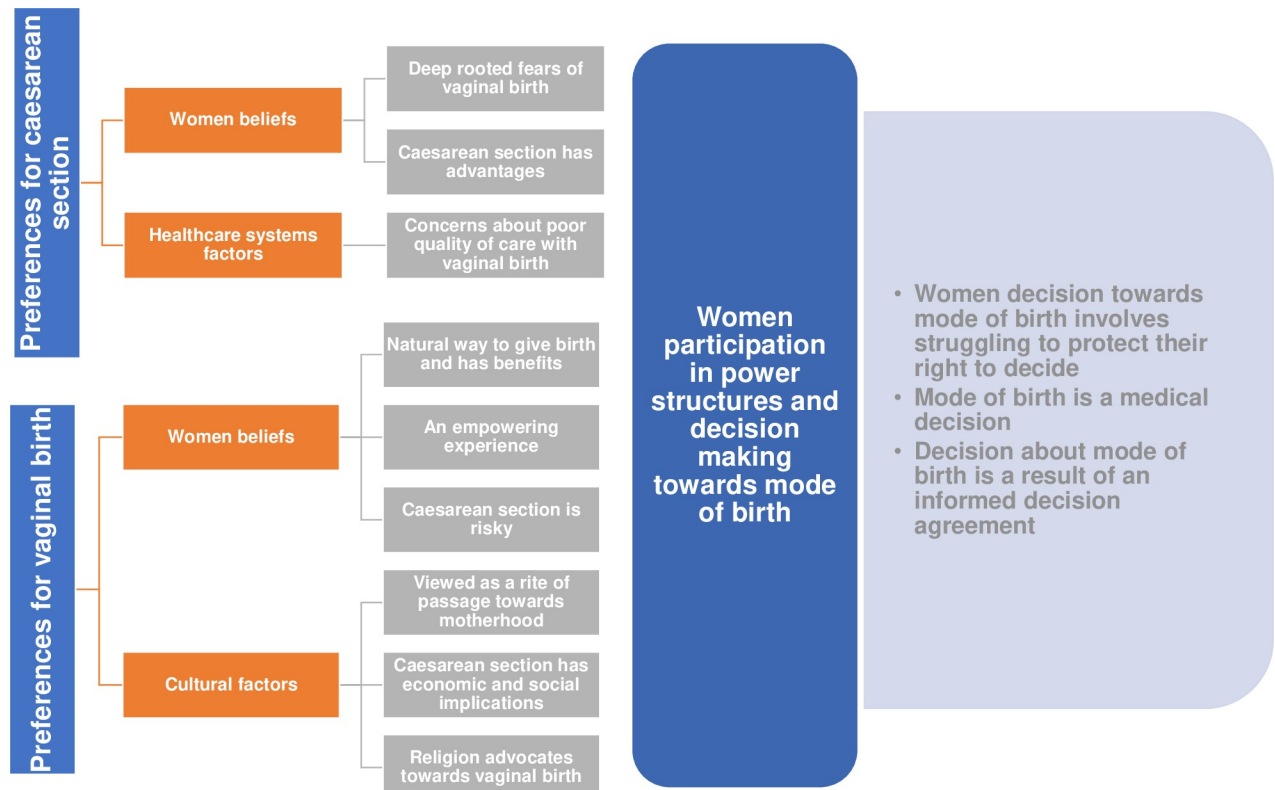 Preferences for caesarean
section
Women beliefs
Deep rooted fears of
vaginal birth
Caesarean section has
advantages
Healthcare systems
factors
Concerns about poor
quality of care with
vaginal birth
Preferences for vaginal birth
Women beliefs
Natural way to give birth
and has benefits
An empowering
experience
Caesarean section is
risky
Cultural factors
Viewed as a rite of
passage towards
motherhood
Caesarean section has
economic and social
implications
Religion advocates
towards vaginal birth
Women
participation
in power
structures and
decision
making
towards mode
of birth
• Women decision towards
mode of birth involves
struggling to protect their
right to decide
• Mode of birth is a medical
decision
• Decision about mode of
birth is a result of an
informed decision
agreement